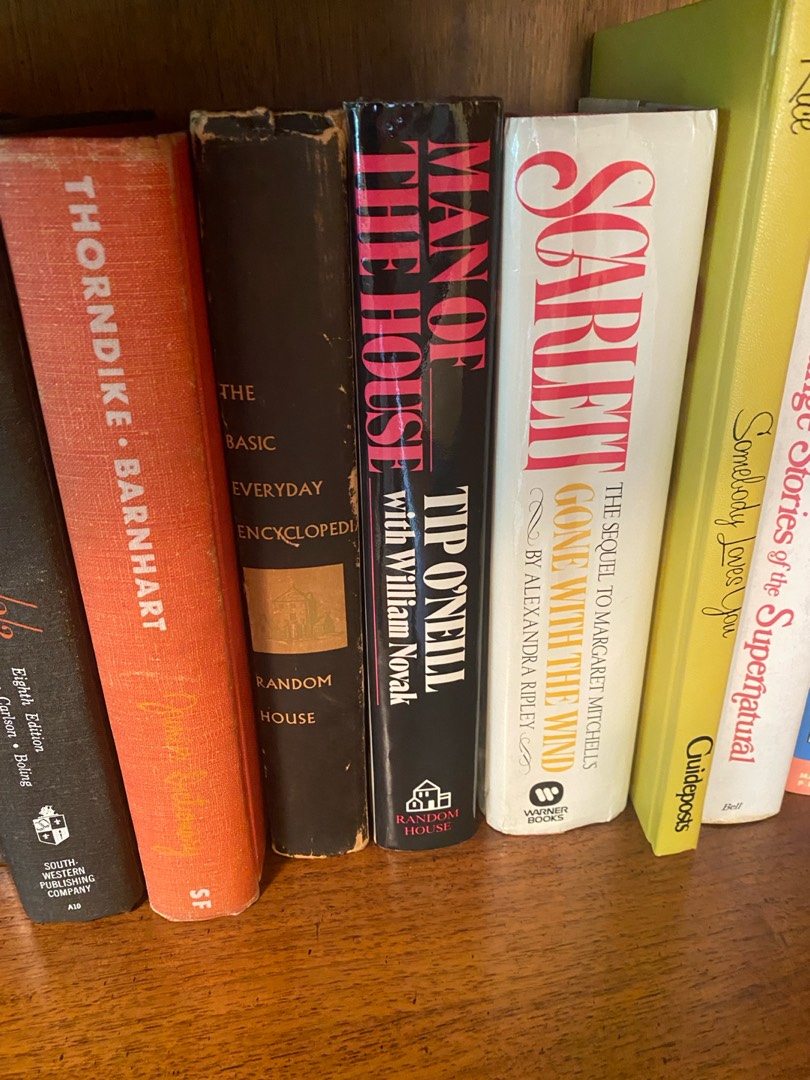 Eighth Edition
Carlson • Boling
SOUTH-
WESTERN
PUBLISHING
COMPANY
A10
THORNDIKE • BARNHART
SF
THE
BASIC
EVERYDAY
ENCYCLOPEDI
RANDOM
HOUSE
MAN OF
THE HOUSE
TIP O'NEILL
with William Novak
RANDOM
HOUSE
SCARLETT
THE SEQUEL TO MARGARET MITCHELL'S
GONE WITH THE WIND
BY ALEXANDRA RIPLEY
WARNER
BOOKS
Somebody Loves You
Guideposts
Stories of the Supernatural
Bell